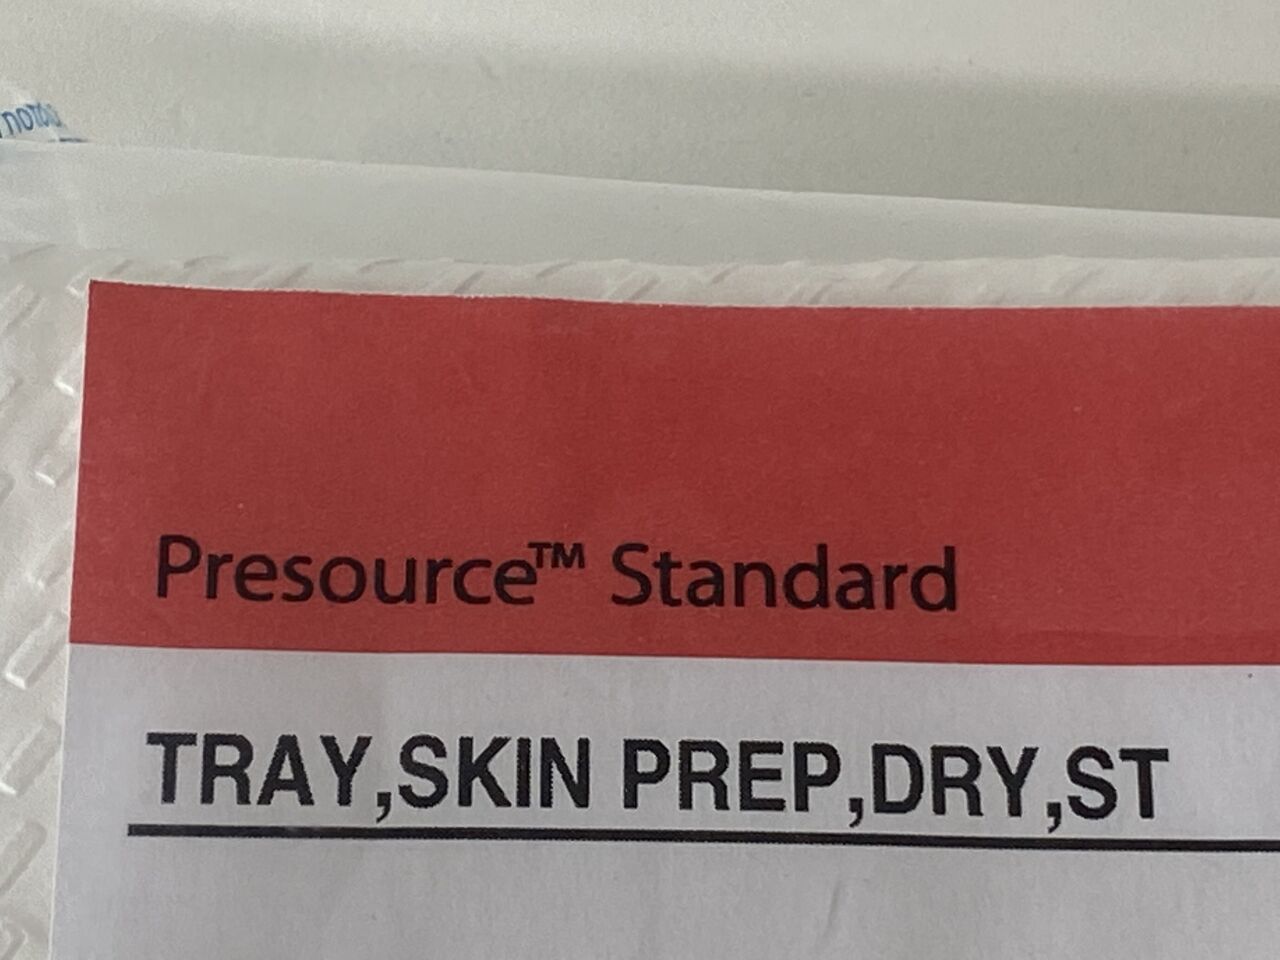 Presource™ Standard
TRAY,SKIN PREP,DRY,ST